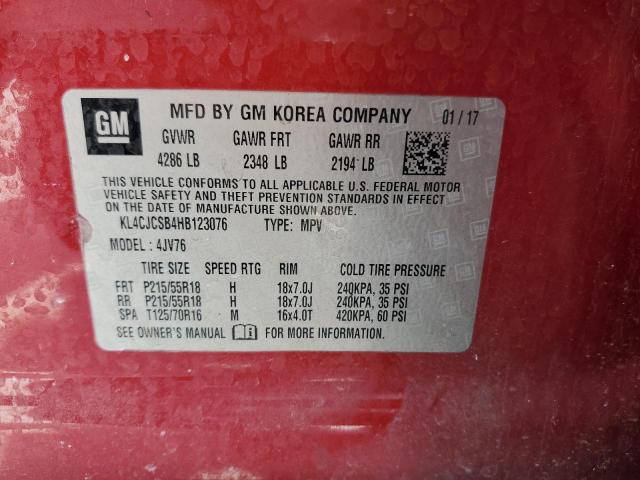 GM
MFD BY GM KOREA COMPANY 01/17
GVWR GAWR FRT GAWR RR
4286 LB 2348 LB 2194 LB
THIS VEHICLE CONFORMS TO ALL APPLICABLE U.S. FEDERAL MOTOR
VEHICLE SAFETY AND THEFT PREVENTION STANDARDS IN EFFECT
ON THE DATE OF MANUFACTURE SHOWN ABOVE.
KL4CJCSB4HB123076 TYPE: MPV
MODEL: 4JV76
TIRE SIZE SPEED RTG RIM COLD TIRE PRESSURE
FRT P215/55R18 H 18x7.0J 240KPA, 35 PSI
RR P215/55R18 H 18x7.0J 240KPA, 35 PSI
SPA T125/70R16 M 16x4.0T 420KPA, 60 PSI
SEE OWNER'S MANUAL FOR MORE INFORMATION.